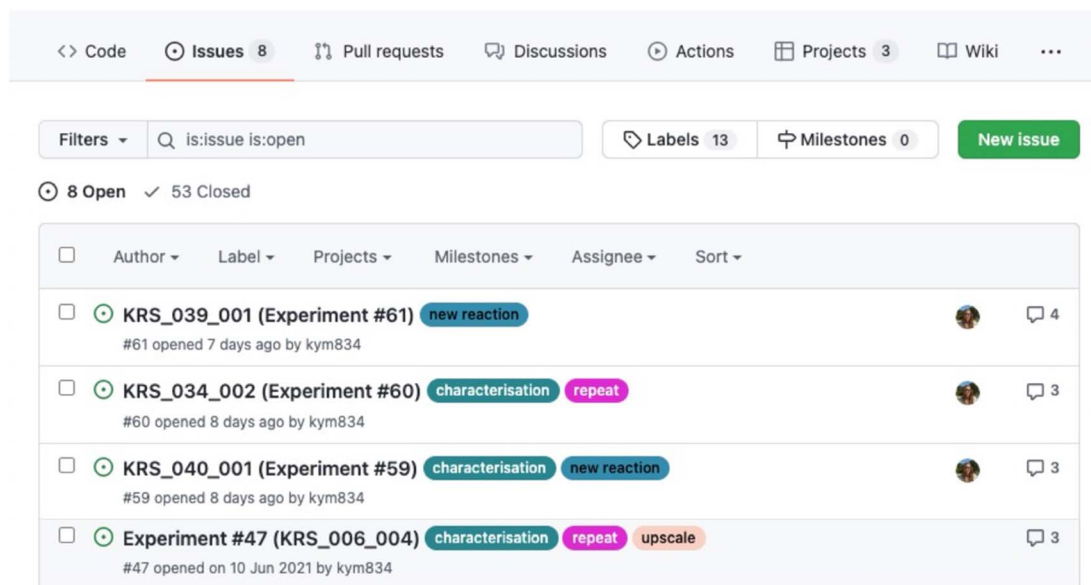 Code Issues 8 Pull requests Discussions Actions Projects 3 Wiki ...
Filters is:issue is:open Labels 13 Milestones 0 New issue
8 Open 53 Closed
Author Label Projects Milestones Assignee Sort
KRS_039_001 (Experiment #61) new reaction 4
#61 opened 7 days ago by kym834
KRS_034_002 (Experiment #60) characterisation repeat 3
#60 opened 8 days ago by kym834
KRS_040_001 (Experiment #59) characterisation new reaction 3
#59 opened 8 days ago by kym834
Experiment #47 (KRS_006_004) characterisation repeat upscale 3
#47 opened on 10 Jun 2021 by kym834